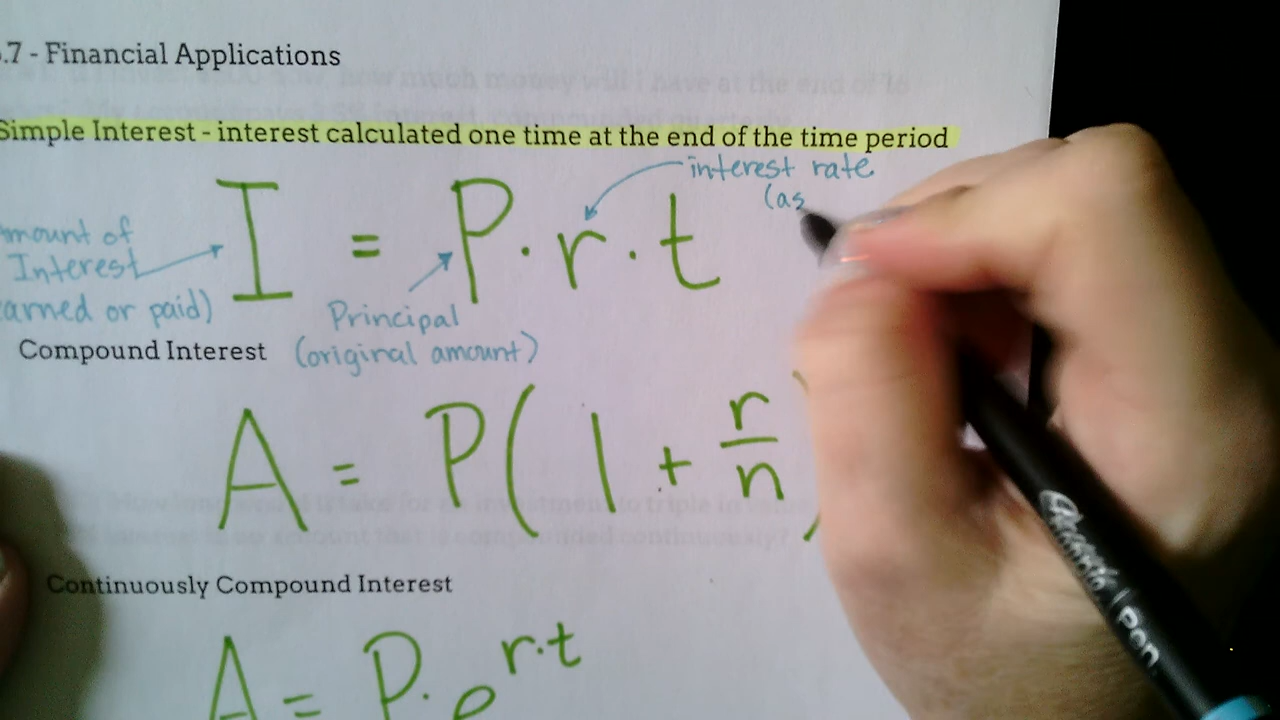 .7 - Financial Applications
Simple Interest - interest calculated one time at the end of the time period
interest rate
(as
I = P · r · t
mount of
Interest
arned or paid)
Principal
(original amount)
Compound Interest
A = P ( 1 + r/n )
Continuously Compound Interest
A = P · e^r·t
Pen